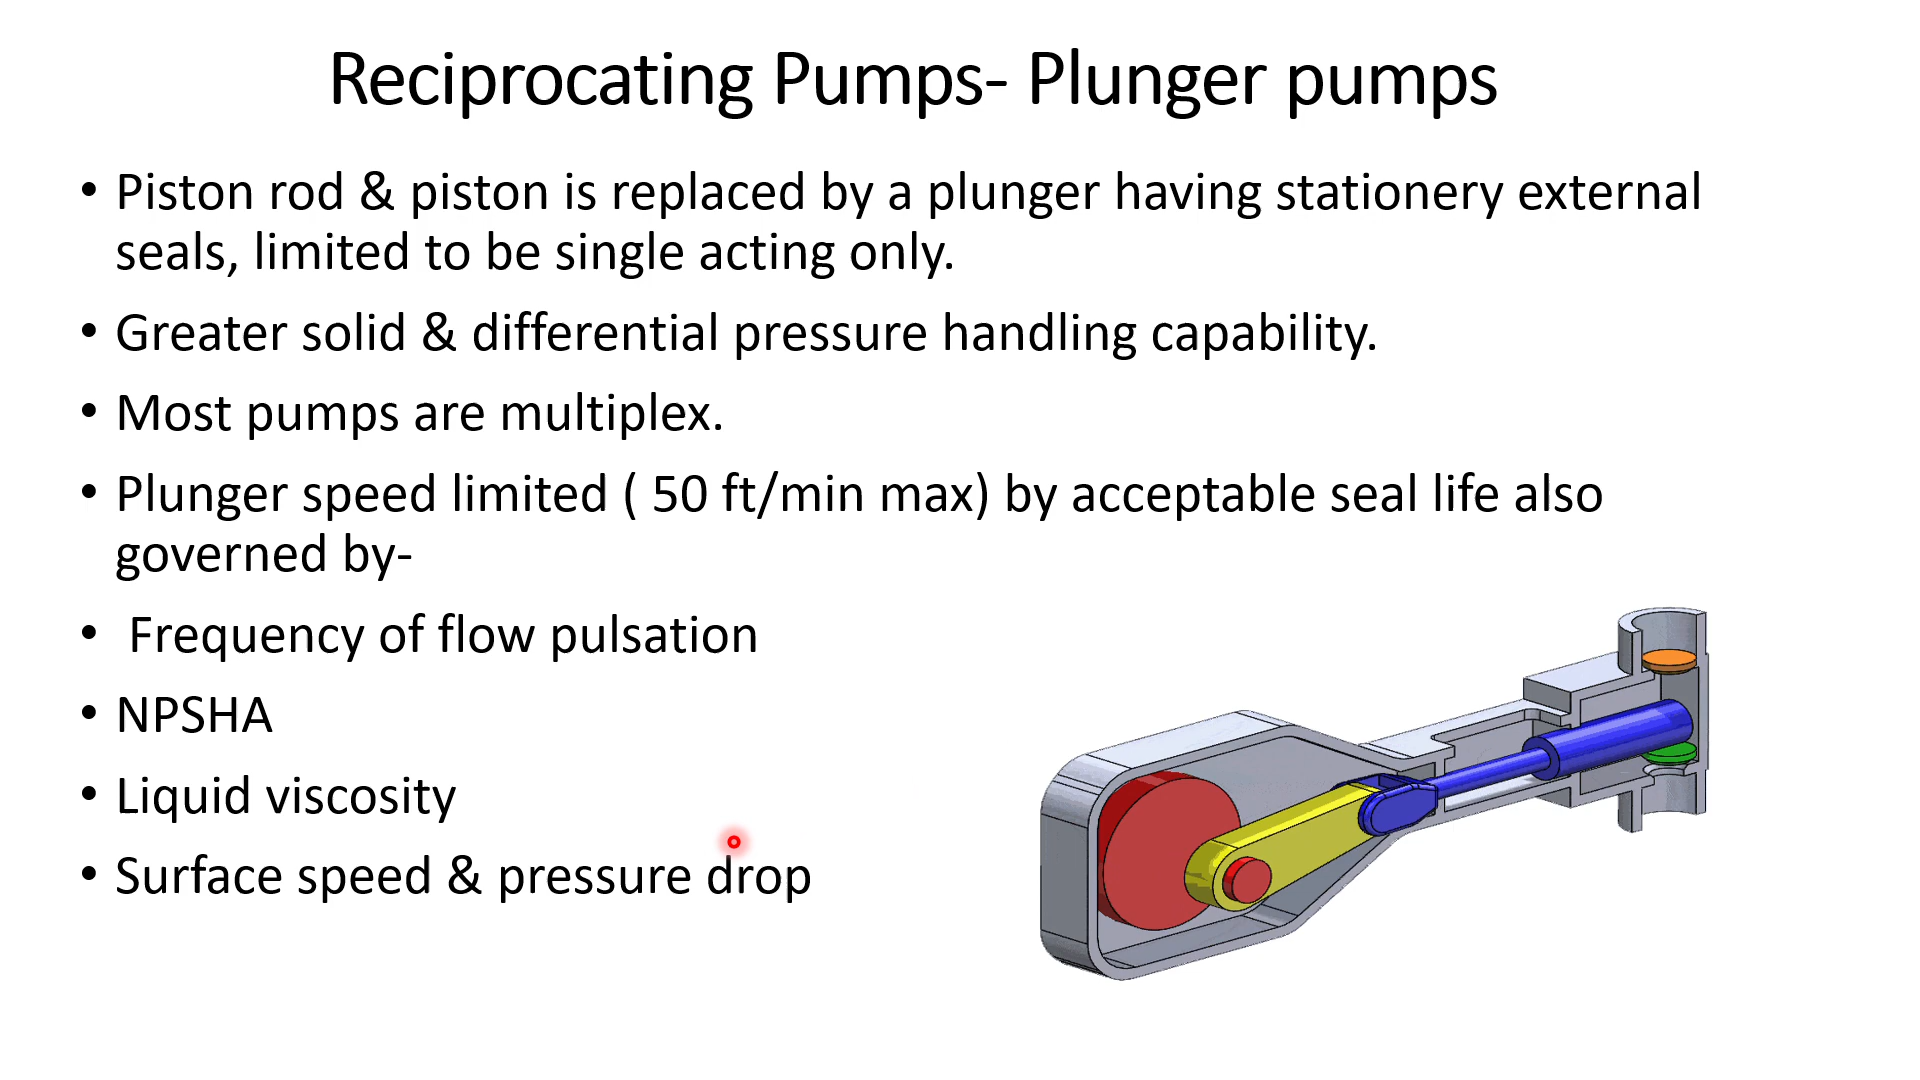 Reciprocating Pumps- Plunger pumps
• Piston rod & piston is replaced by a plunger having stationery external
seals, limited to be single acting only.
• Greater solid & differential pressure handling capability.
• Most pumps are multiplex.
• Plunger speed limited ( 50 ft/min max) by acceptable seal life also
governed by-
• Frequency of flow pulsation
• NPSHA
• Liquid viscosity
• Surface speed & pressure drop